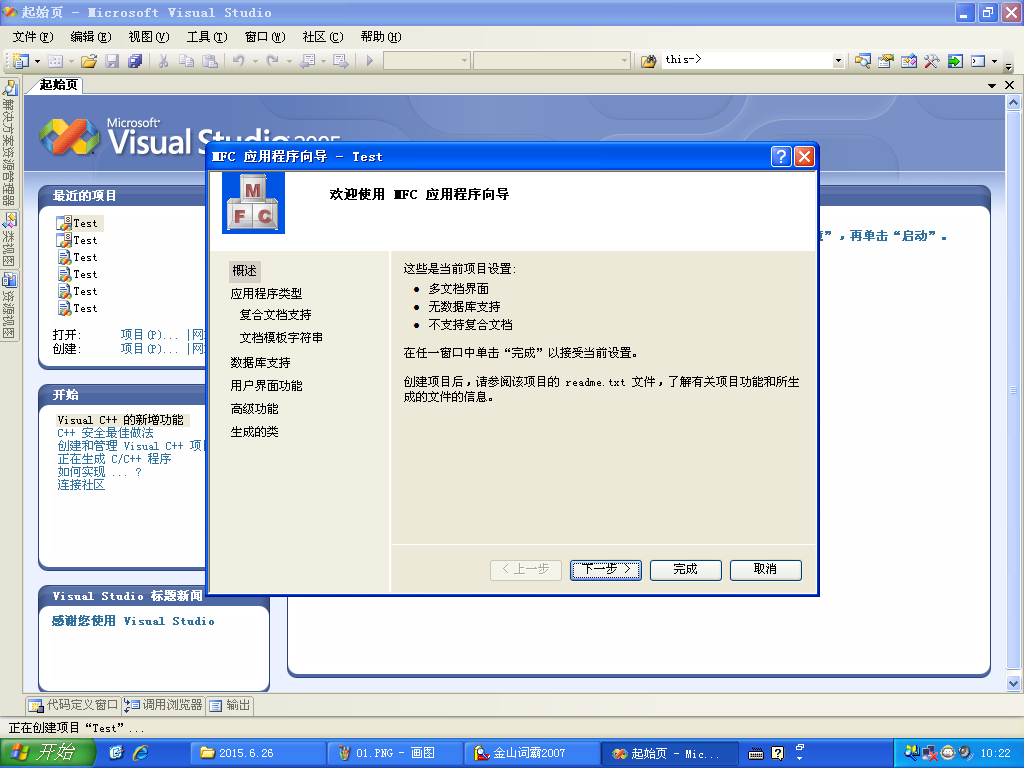 起始页 - Microsoft Visual Studio
文件(F) 编辑(E) 视图(V) 工具(T) 窗口(W) 社区(C) 帮助(H)
this->
起始页
解决方案资源管理器
类视图
资源视图
Microsoft
Visual Studio 2005
最近的项目
Test
Test
Test
Test
Test
Test
打开: 项目(P)... |网
创建: 项目(P)... |网
开始
Visual C++ 的新增功能
C++ 安全最佳做法
创建和管理 Visual C++ 项
正在生成 C/C++ 程序
如何实现 ... ?
连接社区
Visual Studio 标题新闻
感谢您使用 Visual Studio
”,再单击“启动”。
MFC 应用程序向导 - Test
M
F C
欢迎使用 MFC 应用程序向导
概述
应用程序类型
复合文档支持
文档模板字符串
数据库支持
用户界面功能
高级功能
生成的类
这些是当前项目设置:
• 多文档界面
• 无数据库支持
• 不支持复合文档
在任一窗口中单击“完成”以接受当前设置。
创建项目后,请参阅该项目的 readme.txt 文件,了解有关项目功能和所生
成的文件的信息。
< 上一步 下一步 > 完成 取消
代码定义窗口 调用浏览器 输出
正在创建项目“Test”...
开始 2015.6.26 01.PNG - 画图 金山词霸2007 起始页 - Mic... 10:22